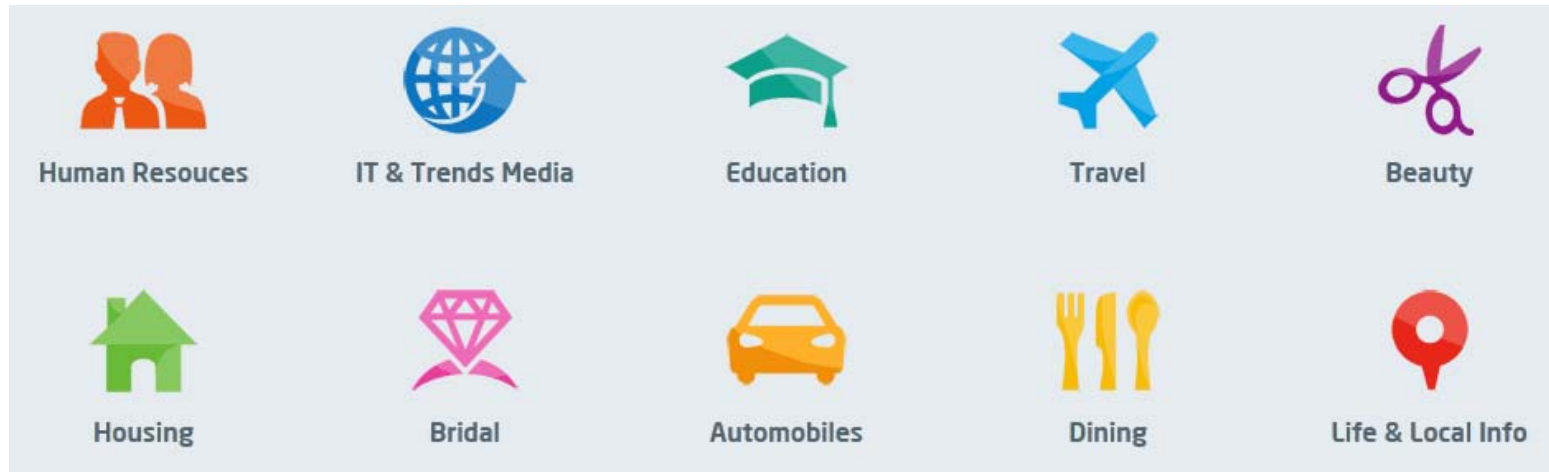 Human Resouces
IT & Trends Media
Education
Travel
Beauty
Housing
Bridal
Automobiles
Dining
Life & Local Info